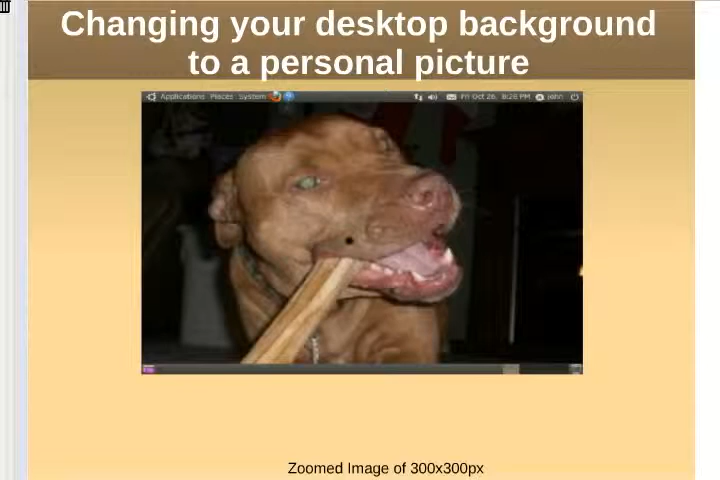 Changing your desktop background
to a personal picture
Applications Places System Fri Oct 26, 8:26 PM john
Zoomed Image of 300x300px